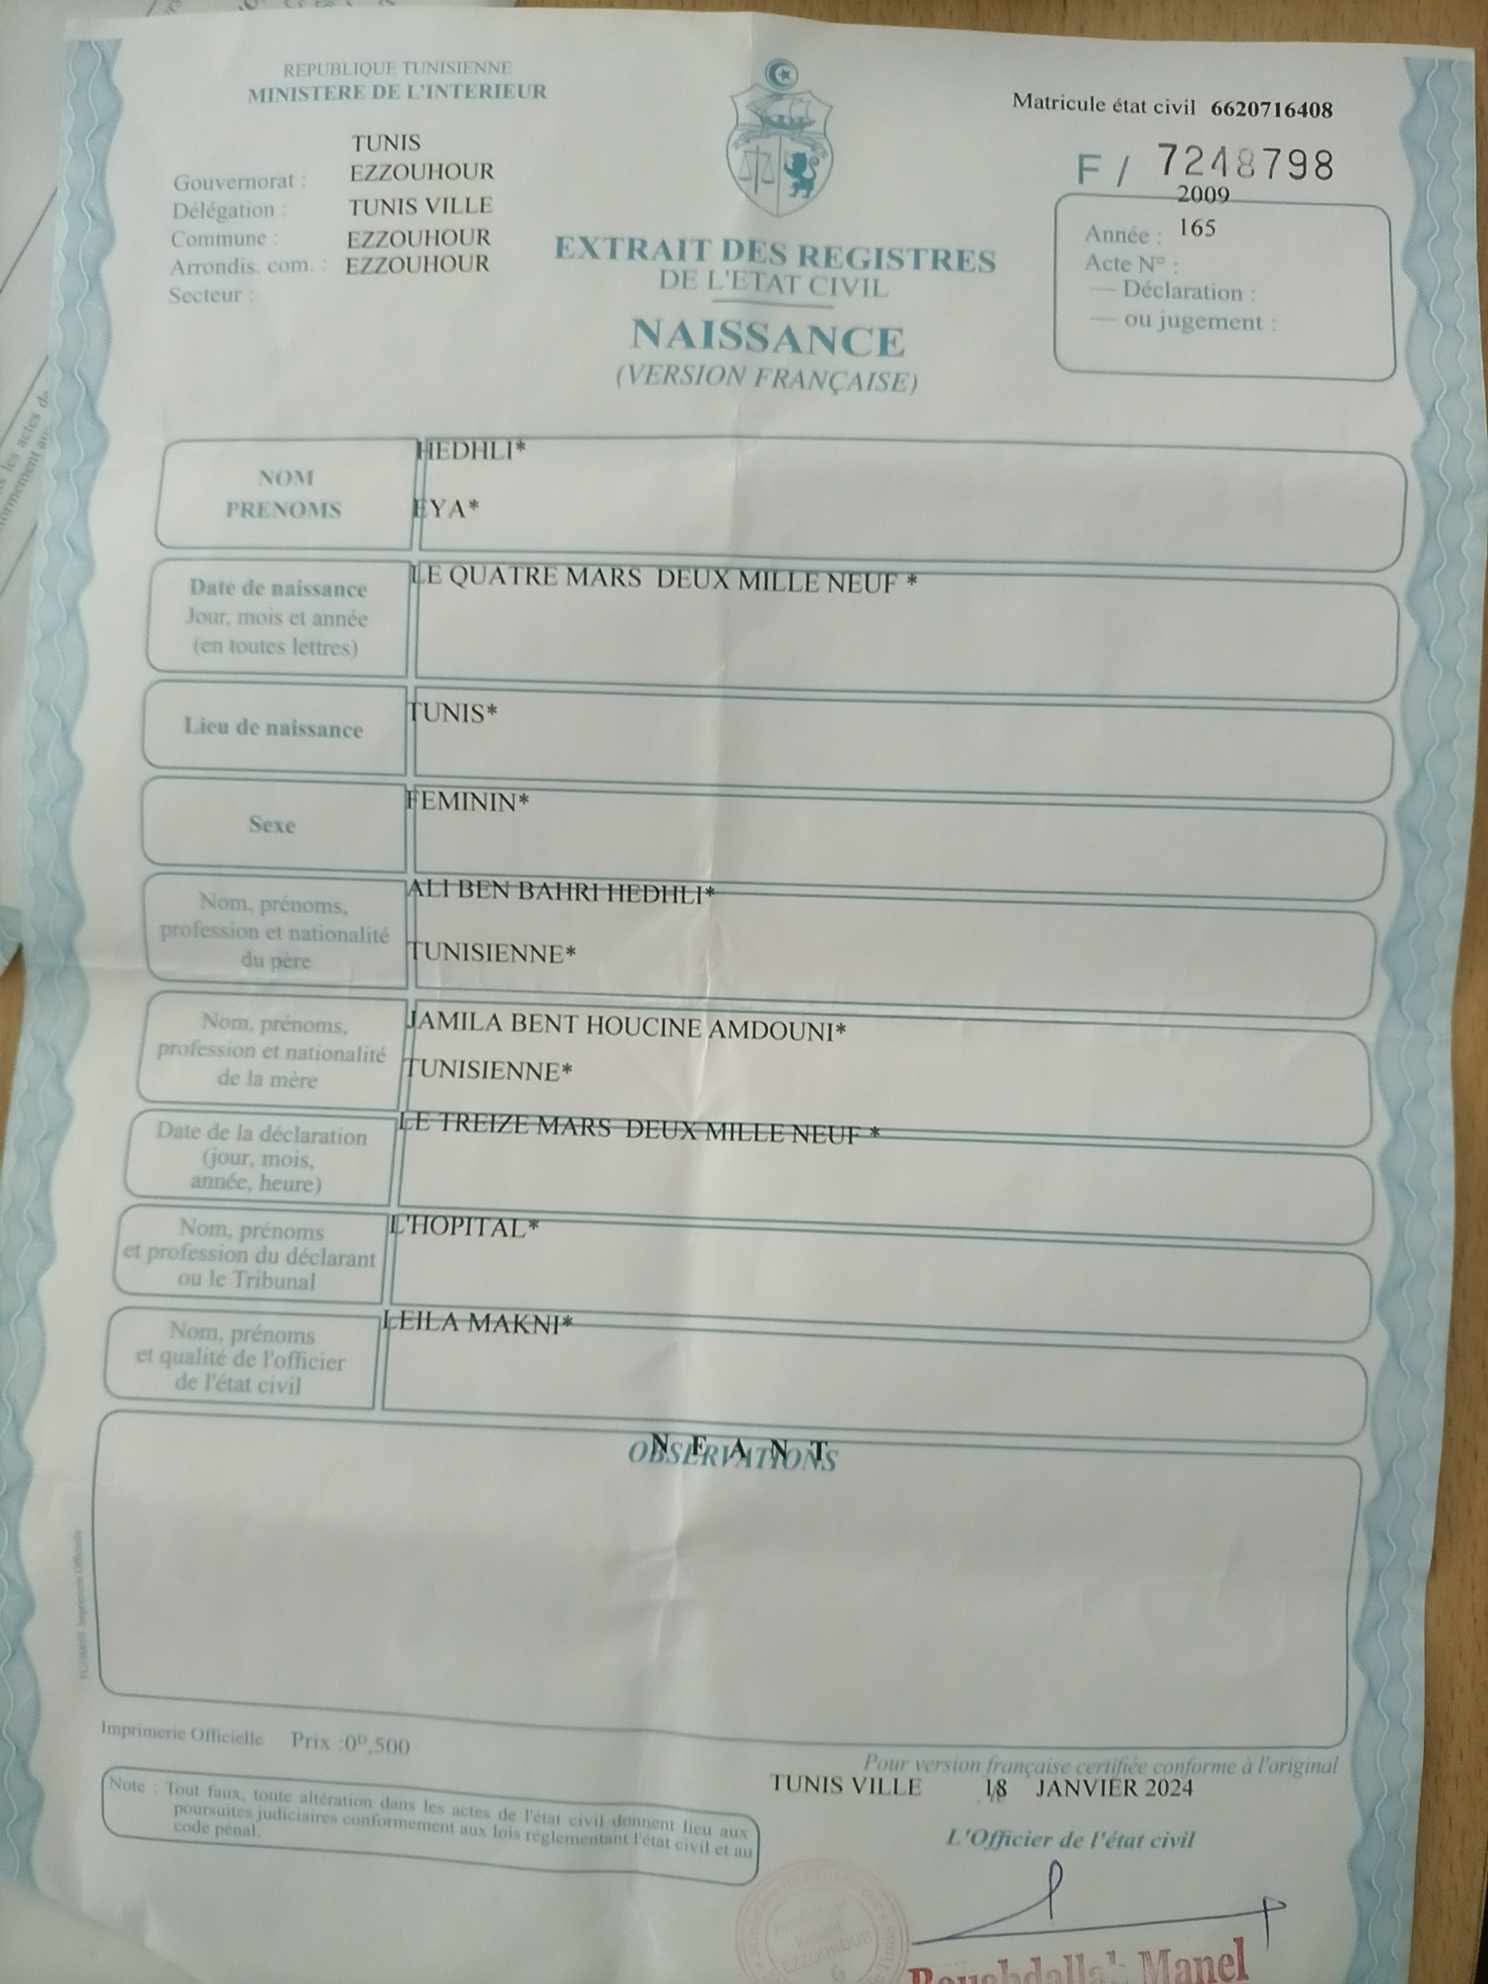 REPUBLIQUE TUNISIENNE
MINISTERE DE L'INTERIEUR
Matricule état civil 6620716408
F / 7248798
TUNIS
Gouvernorat : EZZOUHOUR
Délégation : TUNIS VILLE
Commune : EZZOUHOUR
Arrondis. com. : EZZOUHOUR
Secteur :
2009
Année : 165
Acte N° :
— Déclaration :
— ou jugement :
EXTRAIT DES REGISTRES
DE L'ETAT CIVIL
NAISSANCE
(VERSION FRANÇAISE)
NOM HEDHLI*
PRENOMS EYA*
Date de naissance LE QUATRE MARS DEUX MILLE NEUF *
Jour, mois et année
(en toutes lettres)
Lieu de naissance TUNIS*
Sexe FEMININ*
Nom, prénoms, ALI BEN BAHRI HEDHLI*
profession et nationalité TUNISIENNE*
du père
Nom, prénoms, JAMILA BENT HOUCINE AMDOUNI*
profession et nationalité TUNISIENNE*
de la mère
Date de la déclaration LE TREIZE MARS DEUX MILLE NEUF *
(jour, mois,
année, heure)
Nom, prénoms L'HOPITAL*
et profession du déclarant
ou le Tribunal
Nom, prénoms LEILA MAKNI*
et qualité de l'officier
de l'état civil
OBSERVATIONS
N E A N T
Imprimerie Officielle Prix :0ᴰ,500
Note : Tout faux, toute altération dans les actes de l'état civil donnent lieu aux
poursuites judiciaires conformement aux lois réglementant l'état civil et au
code pénal.
Pour version française certifiée conforme à l'original
TUNIS VILLE 18 JANVIER 2024
L'Officier de l'état civil
Manel